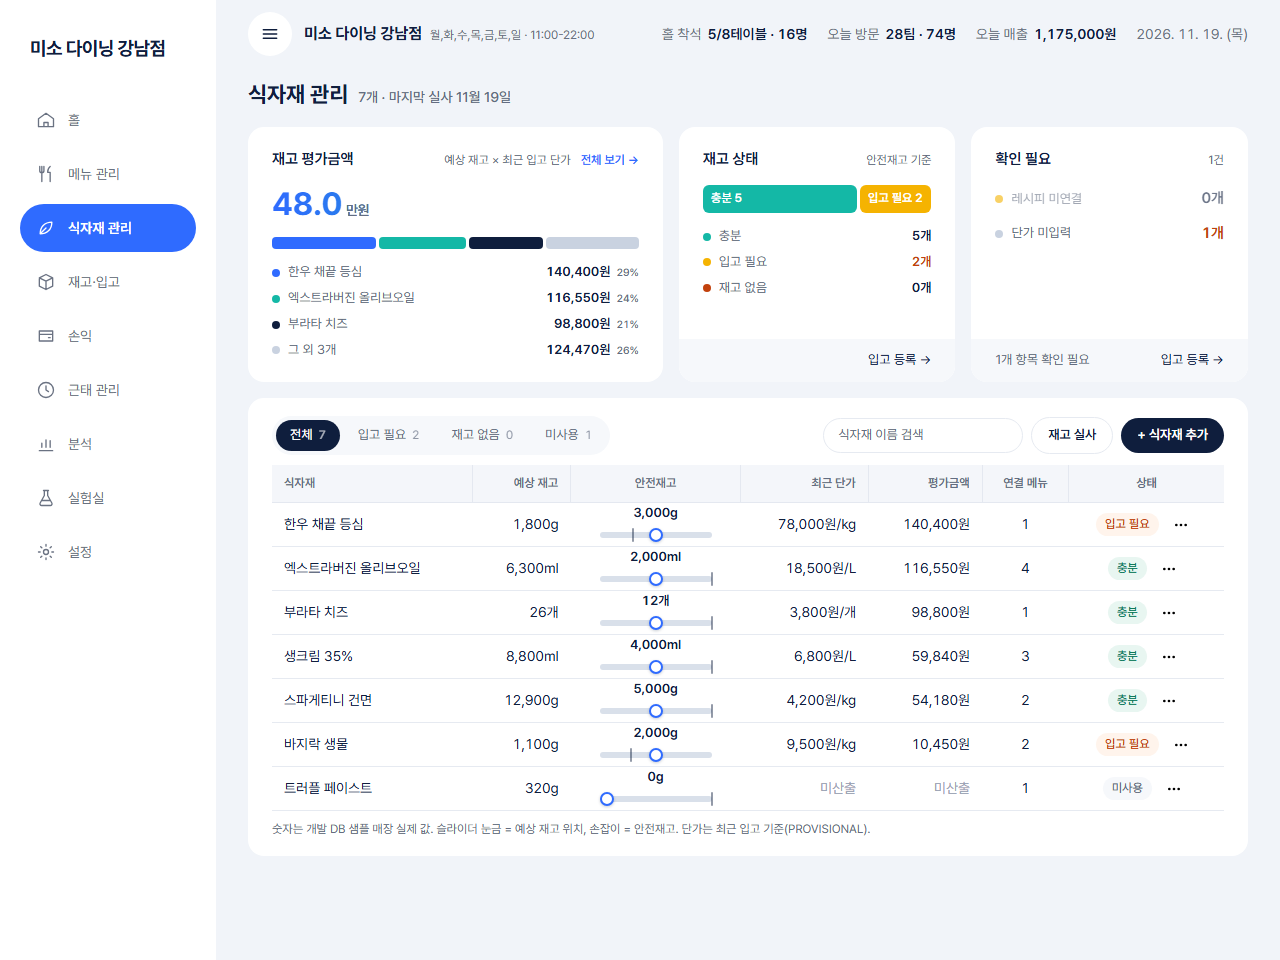 미소 다이닝 강남점
홀
메뉴 관리
식자재 관리
재고·입고
손익
근태 관리
분석
실험실
설정
미소 다이닝 강남점 월,화,수,목,금,토,일 · 11:00-22:00 홀 착석 5/8테이블 · 16명 오늘 방문 28팀 · 74명 오늘 매출 1,175,000원 2026. 11. 19. (목)
식자재 관리 7개 · 마지막 실사 11월 19일
재고 평가금액 예상 재고 × 최근 입고 단가 전체 보기 →
48.0 만원
한우 채끝 등심 140,400원 29%
엑스트라버진 올리브오일 116,550원 24%
부라타 치즈 98,800원 21%
그 외 3개 124,470원 26%
재고 상태 안전재고 기준
충분 5 입고 필요 2
충분 5개
입고 필요 2개
재고 없음 0개
입고 등록 →
확인 필요 1건
레시피 미연결 0개
단가 미입력 1개
1개 항목 확인 필요 입고 등록 →
전체 7 입고 필요 2 재고 없음 0 미사용 1 식자재 이름 검색 재고 실사 + 식자재 추가
식자재 예상 재고 안전재고 최근 단가 평가금액 연결 메뉴 상태
한우 채끝 등심 1,800g 3,000g 78,000원/kg 140,400원 1 입고 필요 ···
엑스트라버진 올리브오일 6,300ml 2,000ml 18,500원/L 116,550원 4 충분 ···
부라타 치즈 26개 12개 3,800원/개 98,800원 1 충분 ···
생크림 35% 8,800ml 4,000ml 6,800원/L 59,840원 3 충분 ···
스파게티니 건면 12,900g 5,000g 4,200원/kg 54,180원 2 충분 ···
바지락 생물 1,100g 2,000g 9,500원/kg 10,450원 2 입고 필요 ···
트러플 페이스트 320g 0g 미산출 미산출 1 미사용 ···
숫자는 개발 DB 샘플 매장 실제 값. 슬라이더 눈금 = 예상 재고 위치, 손잡이 = 안전재고. 단가는 최근 입고 기준(PROVISIONAL).